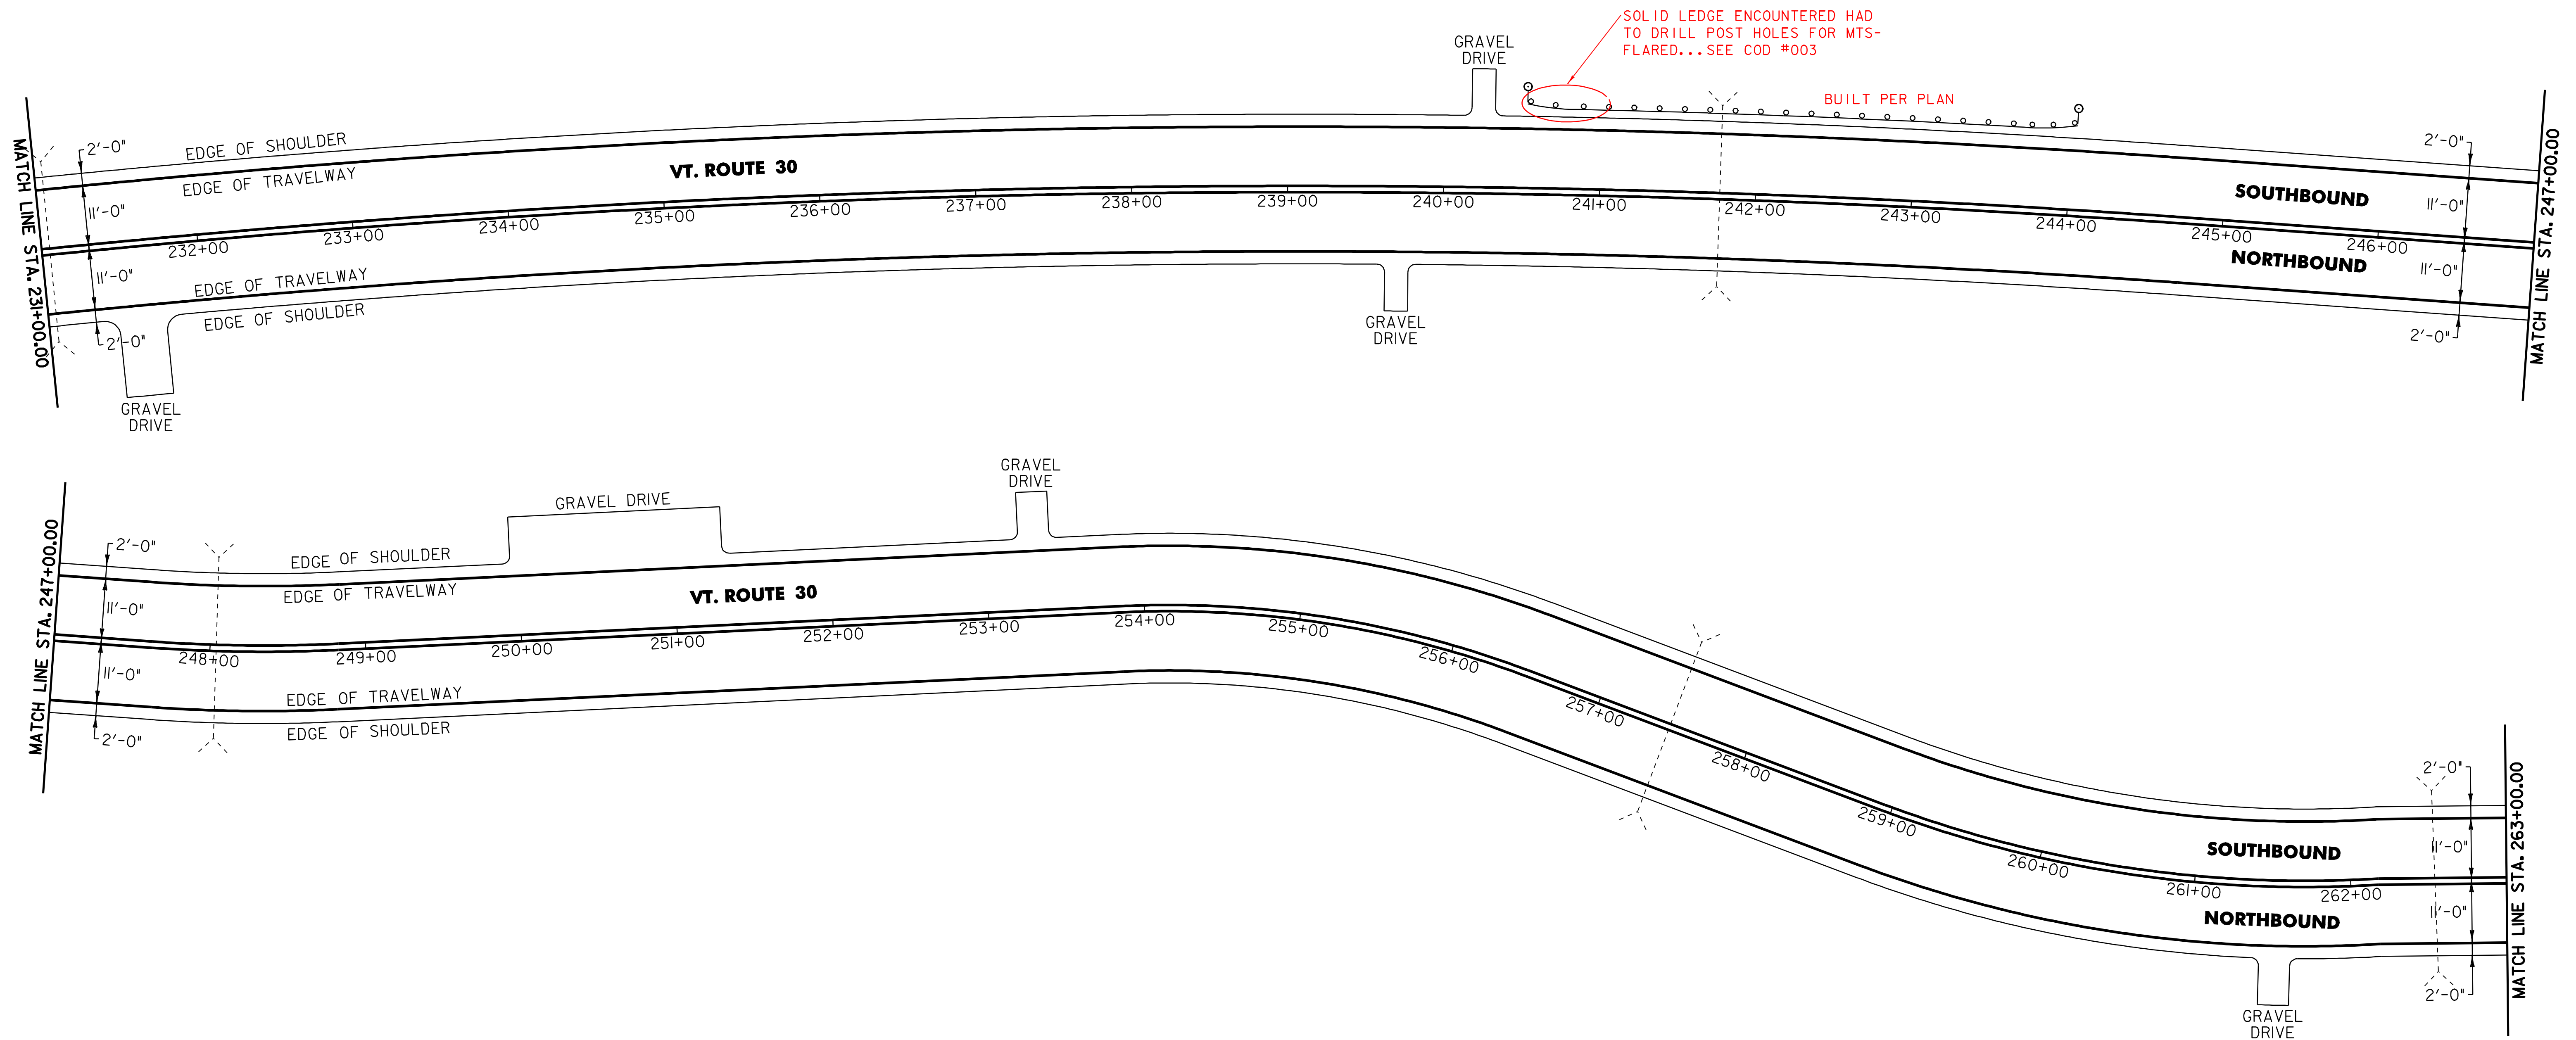 SOLID LEDGE ENCOUNTERED HAD
TO DRILL POST HOLES FOR MTS-
FLARED...SEE COD #003
GRAVEL
DRIVE
BUILT PER PLAN
MATCH LINE STA. 231+00.00
2'-0"
EDGE OF SHOULDER
EDGE OF TRAVELWAY
VT. ROUTE 30
11'-0"
232+00
233+00
234+00
235+00
236+00
237+00
238+00
239+00
240+00
241+00
242+00
243+00
244+00
245+00
246+00
11'-0"
EDGE OF TRAVELWAY
EDGE OF SHOULDER
2'-0"
GRAVEL
DRIVE
GRAVEL
DRIVE
SOUTHBOUND
NORTHBOUND
2'-0"
11'-0"
11'-0"
2'-0"
MATCH LINE STA. 247+00.00
MATCH LINE STA. 247+00.00
2'-0"
EDGE OF SHOULDER
EDGE OF TRAVELWAY
GRAVEL DRIVE
GRAVEL
DRIVE
VT. ROUTE 30
11'-0"
248+00
249+00
250+00
251+00
252+00
253+00
254+00
255+00
256+00
257+00
258+00
259+00
260+00
261+00
262+00
11'-0"
EDGE OF TRAVELWAY
EDGE OF SHOULDER
2'-0"
SOUTHBOUND
NORTHBOUND
2'-0"
11'-0"
11'-0"
2'-0"
GRAVEL
DRIVE
MATCH LINE STA. 263+00.00